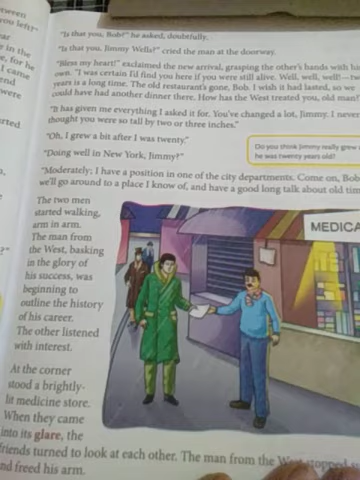 "Is that you, Bob?" he asked, doubtfully.
"Is that you, Jimmy Wells?" cried the man at the doorway.
"Bless my heart!" exclaimed the new arrival, grasping the other's bands with his
own. "I was certain I'd find you here if you were still alive. Well, well, well!—tw
years is a long time. The old restaurant's gone, Bob. I wish it had lasted, so we
could have had another dinner there. How has the West treated you, old man?
"It has given me everything I asked it for. You've changed a lot, Jimmy. I never
thought you were so tall by two or three inches."
"Oh, I grew a bit after I was twenty."
"Doing well in New York, Jimmy?"
Do you think Jimmy really grew
he was twenty years old?
"Moderately. I have a position in one of the city departments. Come on, Bob
we'll go around to a place I know of, and have a good long talk about old tim
The two men
started walking,
arm in arm.
The man from
the West, basking
in the glory of
his success, was
beginning to
outline the history
of his career.
The other listened
with interest.
MEDICA
At the corner
stood a brightly-
lit medicine store.
When they came
into its glare, the
friends turned to look at each other. The man from the West stopped
nd freed his arm.